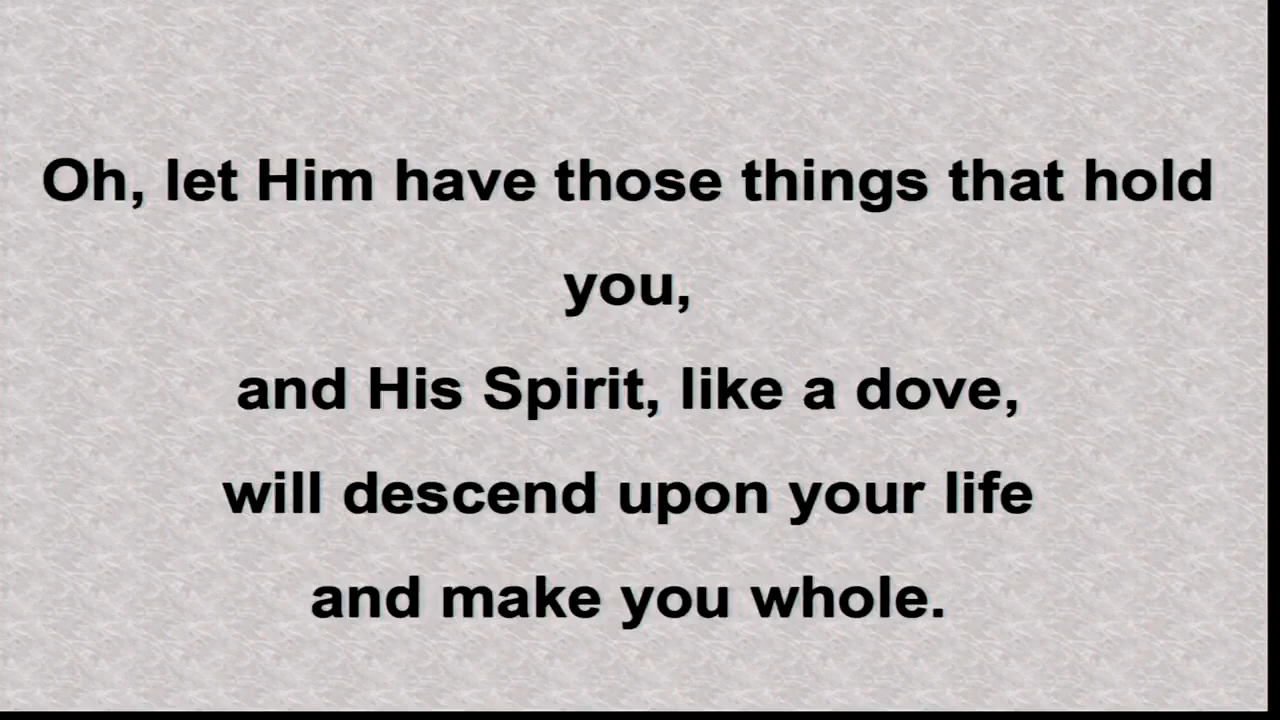 Oh, let Him have those things that hold
you,
and His Spirit, like a dove,
will descend upon your life
and make you whole.